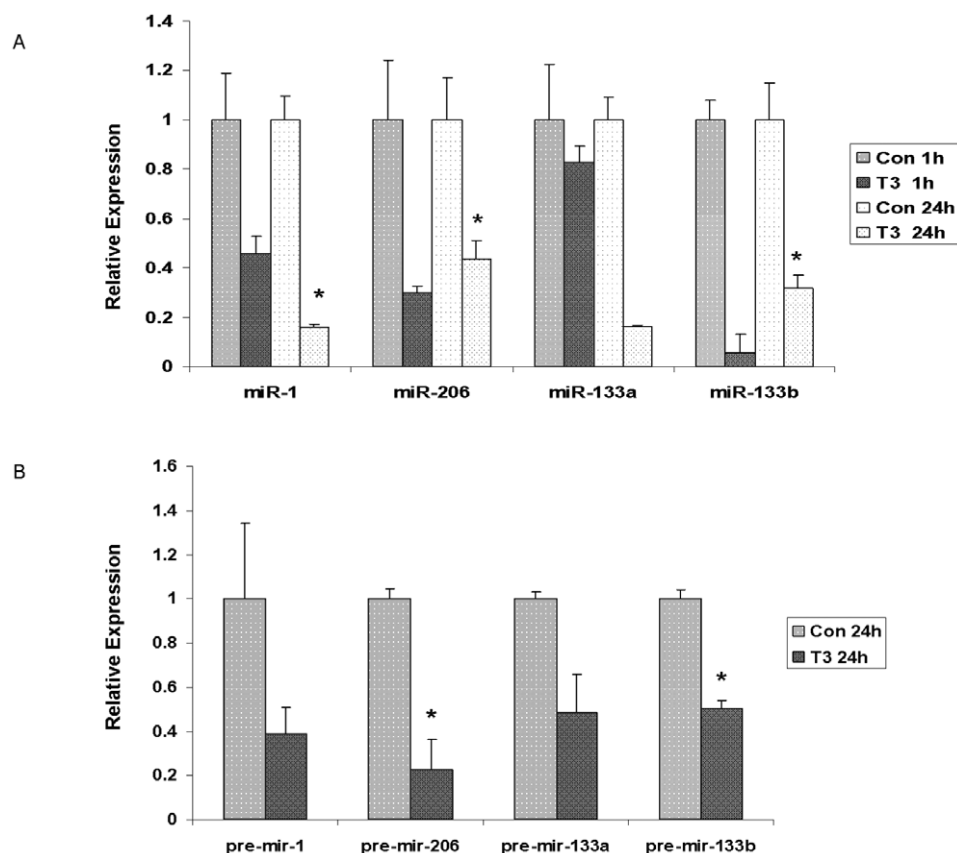 A
1.4
1.2
1
0.8
0.6
0.4
0.2
0
Relative Expression
* * *
miR-1 miR-206 miR-133a miR-133b
Con 1h
T3 1h
Con 24h
T3 24h
B
1.6
1.4
1.2
1
0.8
0.6
0.4
0.2
0
Relative Expression
* *
pre-mir-1 pre-mir-206 pre-mir-133a pre-mir-133b
Con 24h
T3 24h